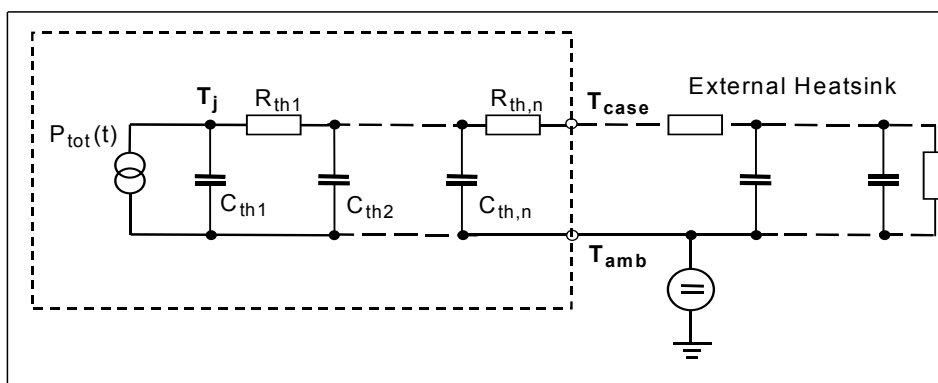 External Heatsink
T_j
R_th1
R_th,n
T_case
P_tot(t)
C_th1
C_th2
C_th,n
T_amb